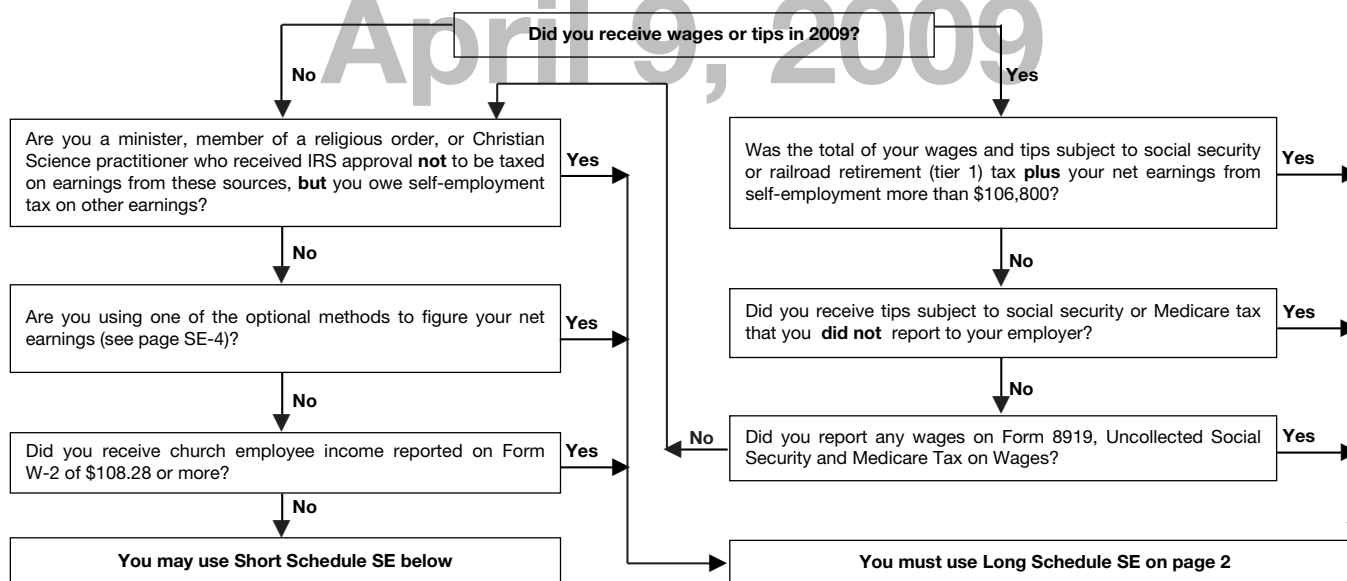 April 9, 2009
Did you receive wages or tips in 2009?
No
Yes
Are you a minister, member of a religious order, or Christian
Science practitioner who received IRS approval not to be taxed
on earnings from these sources, but you owe self-employment
tax on other earnings?
Yes
Was the total of your wages and tips subject to social security
or railroad retirement (tier 1) tax plus your net earnings from
self-employment more than $106,800?
Yes
No
No
Are you using one of the optional methods to figure your net
earnings (see page SE-4)?
Yes
Did you receive tips subject to social security or Medicare tax
that you did not report to your employer?
Yes
No
No
Did you receive church employee income reported on Form
W-2 of $108.28 or more?
Yes
No
Did you report any wages on Form 8919, Uncollected Social
Security and Medicare Tax on Wages?
Yes
No
You may use Short Schedule SE below
You must use Long Schedule SE on page 2